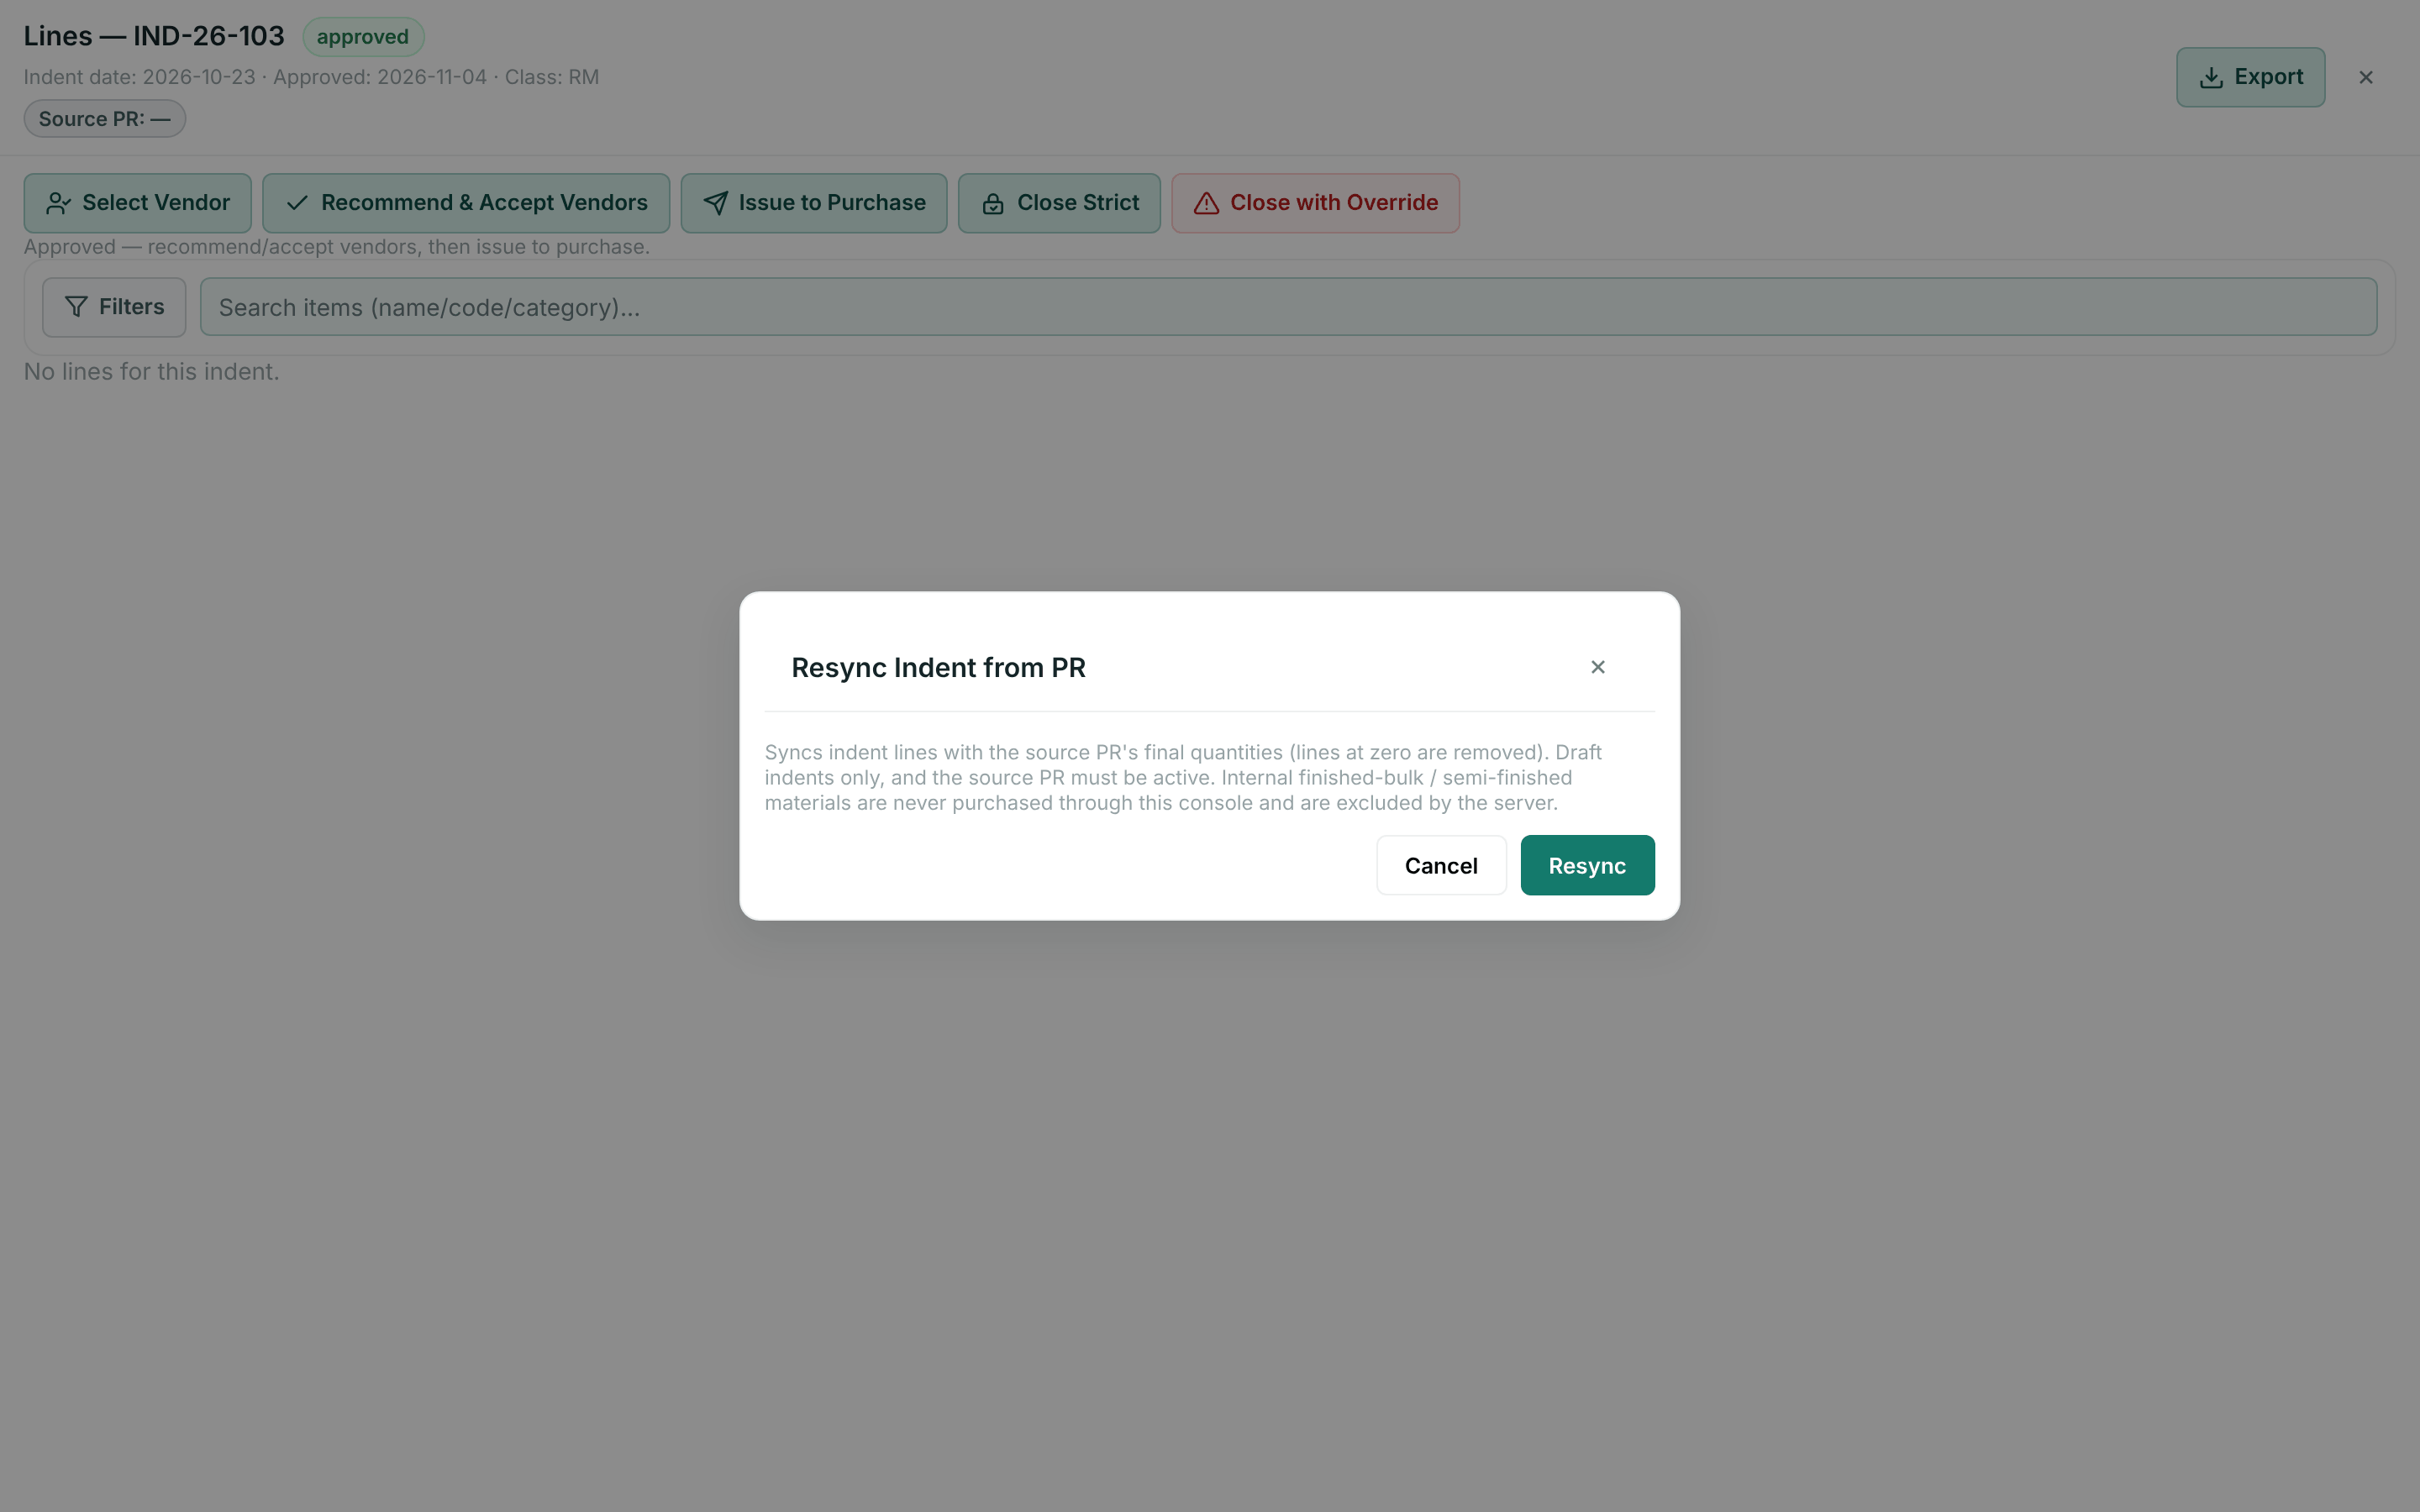 Lines — IND-26-103 approved
Indent date: 2026-10-23 · Approved: 2026-11-04 · Class: RM
Source PR: —
Export ×
Select Vendor Recommend & Accept Vendors Issue to Purchase Close Strict Close with Override
Approved — recommend/accept vendors, then issue to purchase.
Filters Search items (name/code/category)...
No lines for this indent.
Resync Indent from PR ×
Syncs indent lines with the source PR's final quantities (lines at zero are removed). Draft
indents only, and the source PR must be active. Internal finished-bulk / semi-finished
materials are never purchased through this console and are excluded by the server.
Cancel Resync